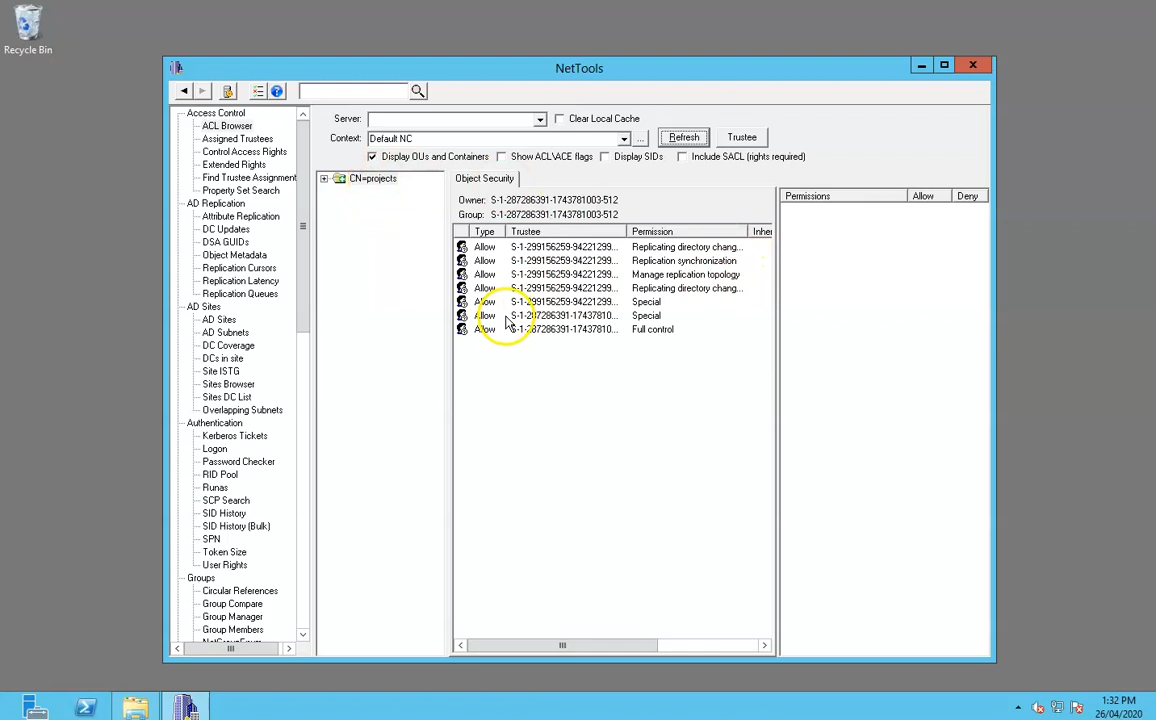 Recycle Bin
NetTools
Server:
Clear Local Cache
Context: Default NC ... Refresh Trustee
Display OUs and Containers Show ACL\ACE flags Display SIDs Include SACL (rights required)
Access Control
ACL Browser
Assigned Trustees
Control Access Rights
Extended Rights
Find Trustee Assignment
Property Set Search
AD Replication
Attribute Replication
DC Updates
DSA GUIDs
Object Metadata
Replication Cursors
Replication Latency
Replication Queues
AD Sites
AD Sites
AD Subnets
DC Coverage
DCs in site
Site ISTG
Sites Browser
Sites DC List
Overlapping Subnets
Authentication
Kerberos Tickets
Logon
Password Checker
RID Pool
Runas
SCP Search
SID History
SID History (Bulk)
SPN
Token Size
User Rights
Groups
Circular References
Group Compare
Group Manager
Group Members
CN=projects
Object Security
Owner: S-1-287286391-1743781003-512
Group: S-1-287286391-1743781003-512
Type Trustee Permission Inher
Allow S-1-299156259-94221299... Replicating directory chang...
Allow S-1-299156259-94221299... Replication synchronization
Allow S-1-299156259-94221299... Manage replication topology
Allow S-1-299156259-94221299... Replicating directory chang...
Allow S-1-299156259-94221299... Special
Allow S-1-287286391-17437810... Special
Allow S-1-287286391-17437810... Full control
Permissions Allow Deny
1:32 PM
26/04/2020